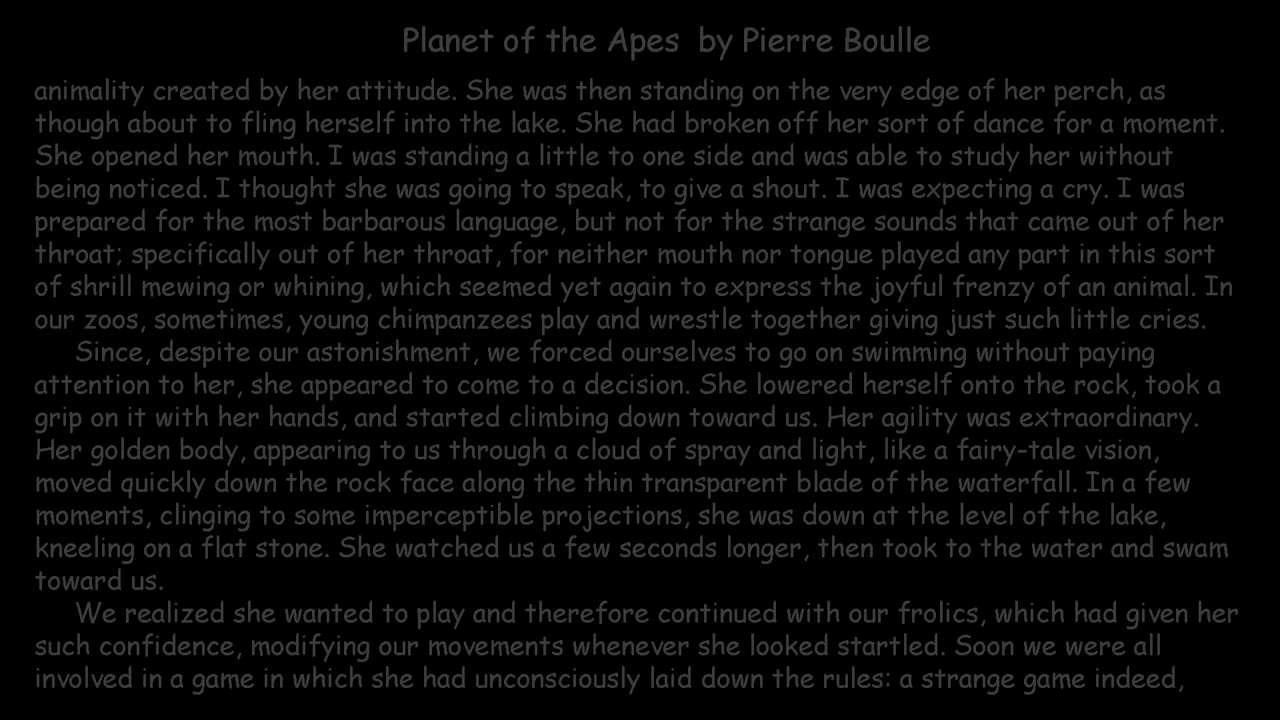 Planet of the Apes  by Pierre Boulle
animality created by her attitude. She was then standing on the very edge of her perch, as
though about to fling herself into the lake. She had broken off her sort of dance for a moment.
She opened her mouth. I was standing a little to one side and was able to study her without
being noticed. I thought she was going to speak, to give a shout. I was expecting a cry. I was
prepared for the most barbarous language, but not for the strange sounds that came out of her
throat; specifically out of her throat, for neither mouth nor tongue played any part in this sort
of shrill mewing or whining, which seemed yet again to express the joyful frenzy of an animal. In
our zoos, sometimes, young chimpanzees play and wrestle together giving just such little cries.
Since, despite our astonishment, we forced ourselves to go on swimming without paying
attention to her, she appeared to come to a decision. She lowered herself onto the rock, took a
grip on it with her hands, and started climbing down toward us. Her agility was extraordinary.
Her golden body, appearing to us through a cloud of spray and light, like a fairy-tale vision,
moved quickly down the rock face along the thin transparent blade of the waterfall. In a few
moments, clinging to some imperceptible projections, she was down at the level of the lake,
kneeling on a flat stone. She watched us a few seconds longer, then took to the water and swam
toward us.
We realized she wanted to play and therefore continued with our frolics, which had given her
such confidence, modifying our movements whenever she looked startled. Soon we were all
involved in a game in which she had unconsciously laid down the rules: a strange game indeed,